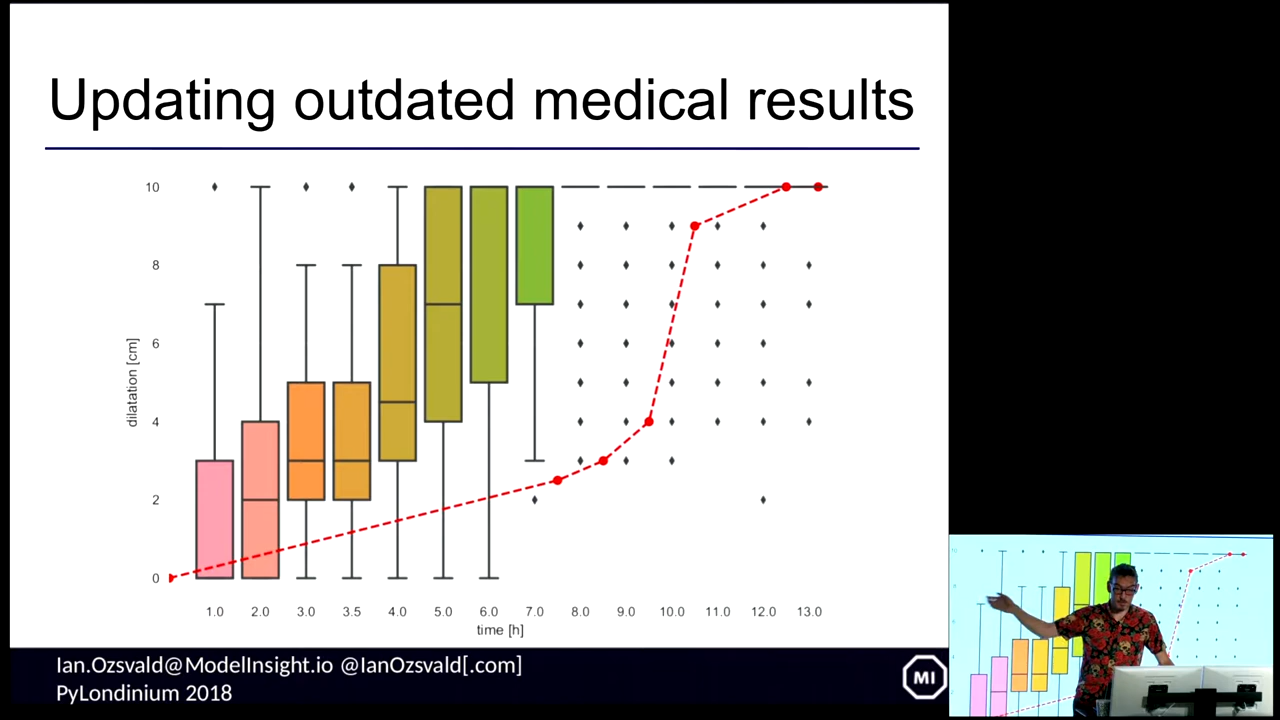 Updating outdated medical results
10
8
6
4
2
0
dilatation [cm]
1.0 2.0 3.0 3.5 4.0 5.0 6.0 7.0 8.0 9.0 10.0 11.0 12.0 13.0
time [h]
Ian.Ozsvald@ModelInsight.io @IanOzsvald[.com]
PyLondinium 2018
MI